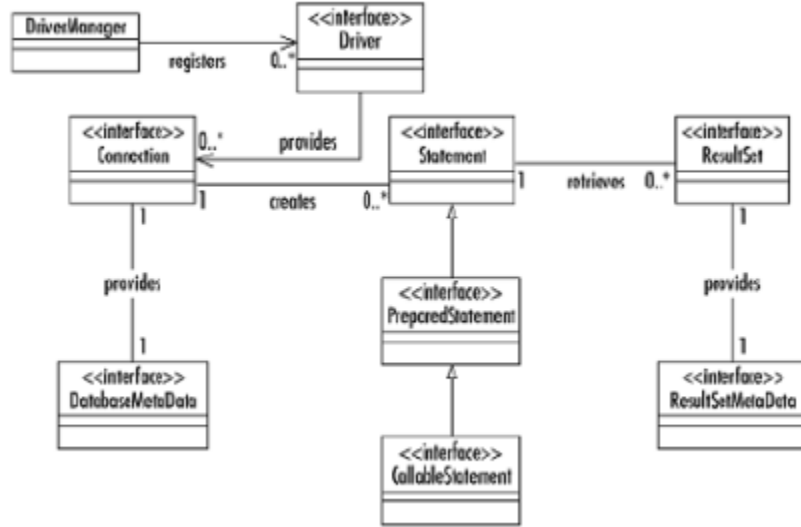 DriverManager
<<interface>>
Driver
registers
0..*
<<interface>>
Connection
0..*
provides
<<interface>>
Statement
<<interface>>
ResultSet
1
creates
0..*
1
retrieves
0..*
1
provides
1
<<interface>>
DatabaseMetaData
<<interface>>
PreparedStatement
<<interface>>
CallableStatement
1
provides
1
<<interface>>
ResultSetMetaData